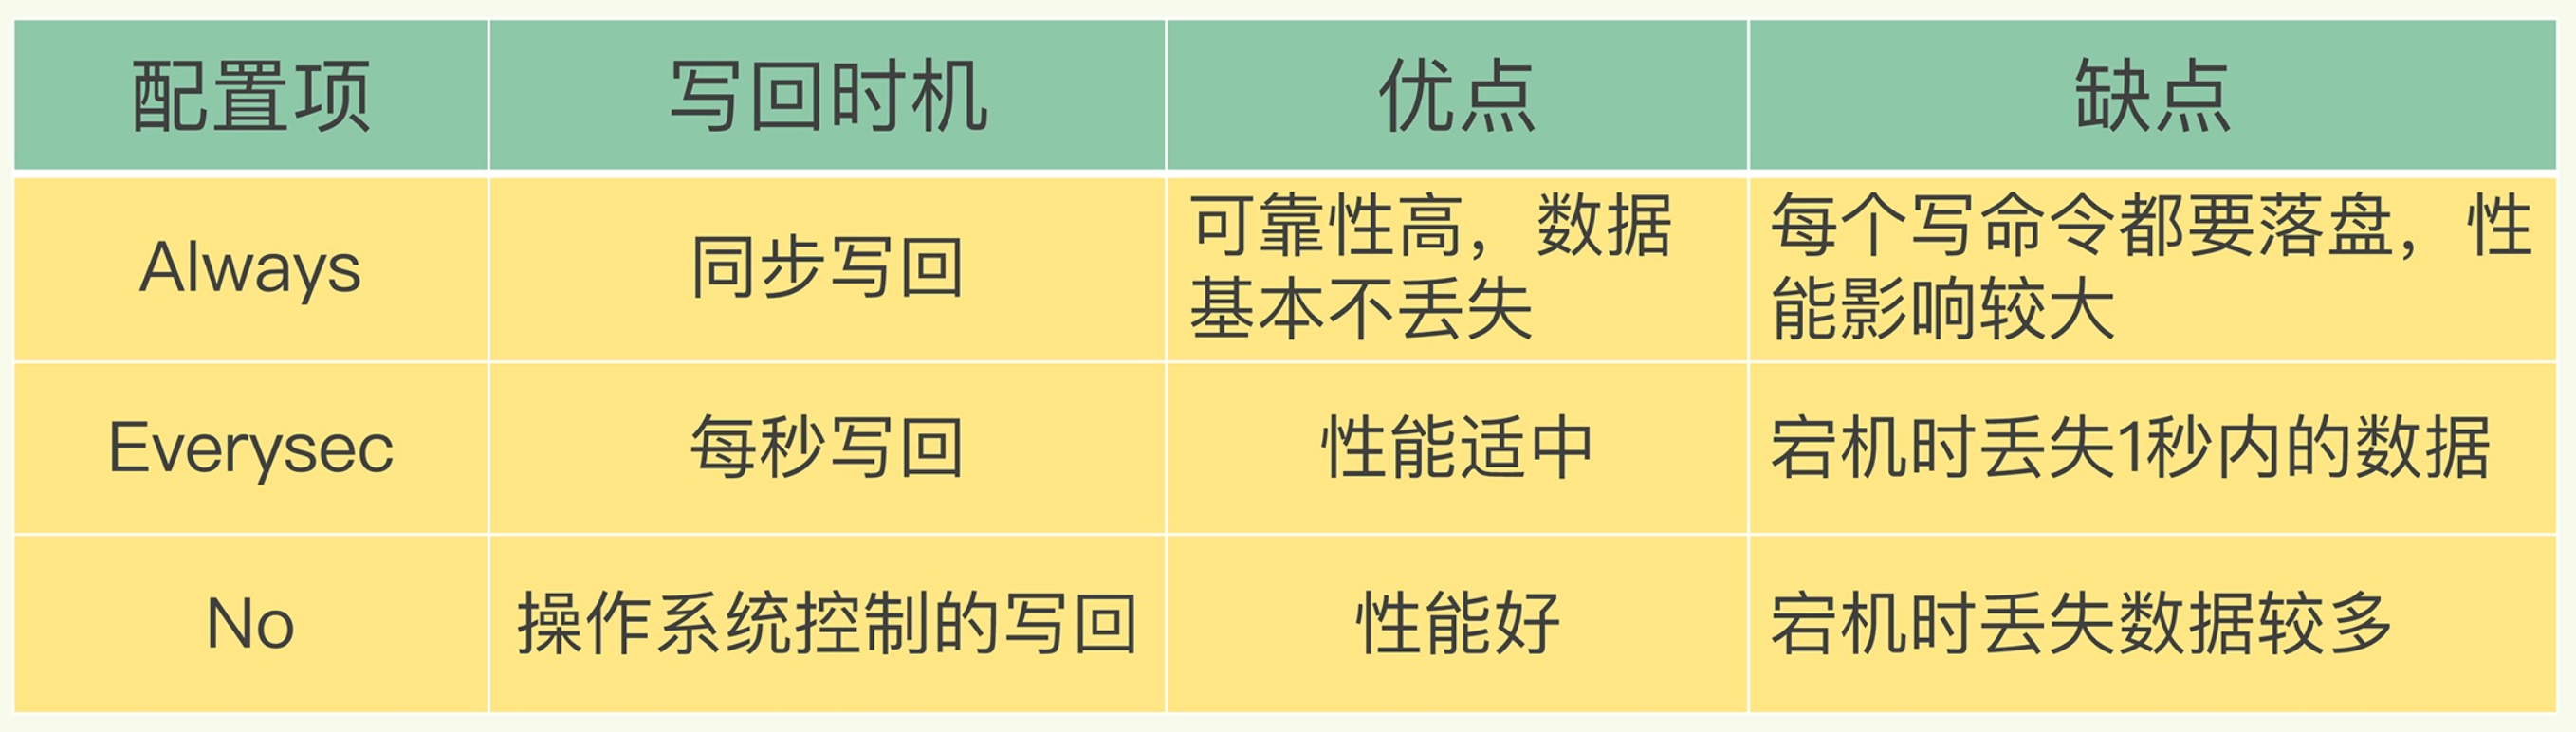 配置项 写回时机 优点 缺点
Always 同步写回 可靠性高，数据基本不丢失 每个写命令都要落盘，性能影响较大
Everysec 每秒写回 性能适中 宕机时丢失1秒内的数据
No 操作系统控制的写回 性能好 宕机时丢失数据较多